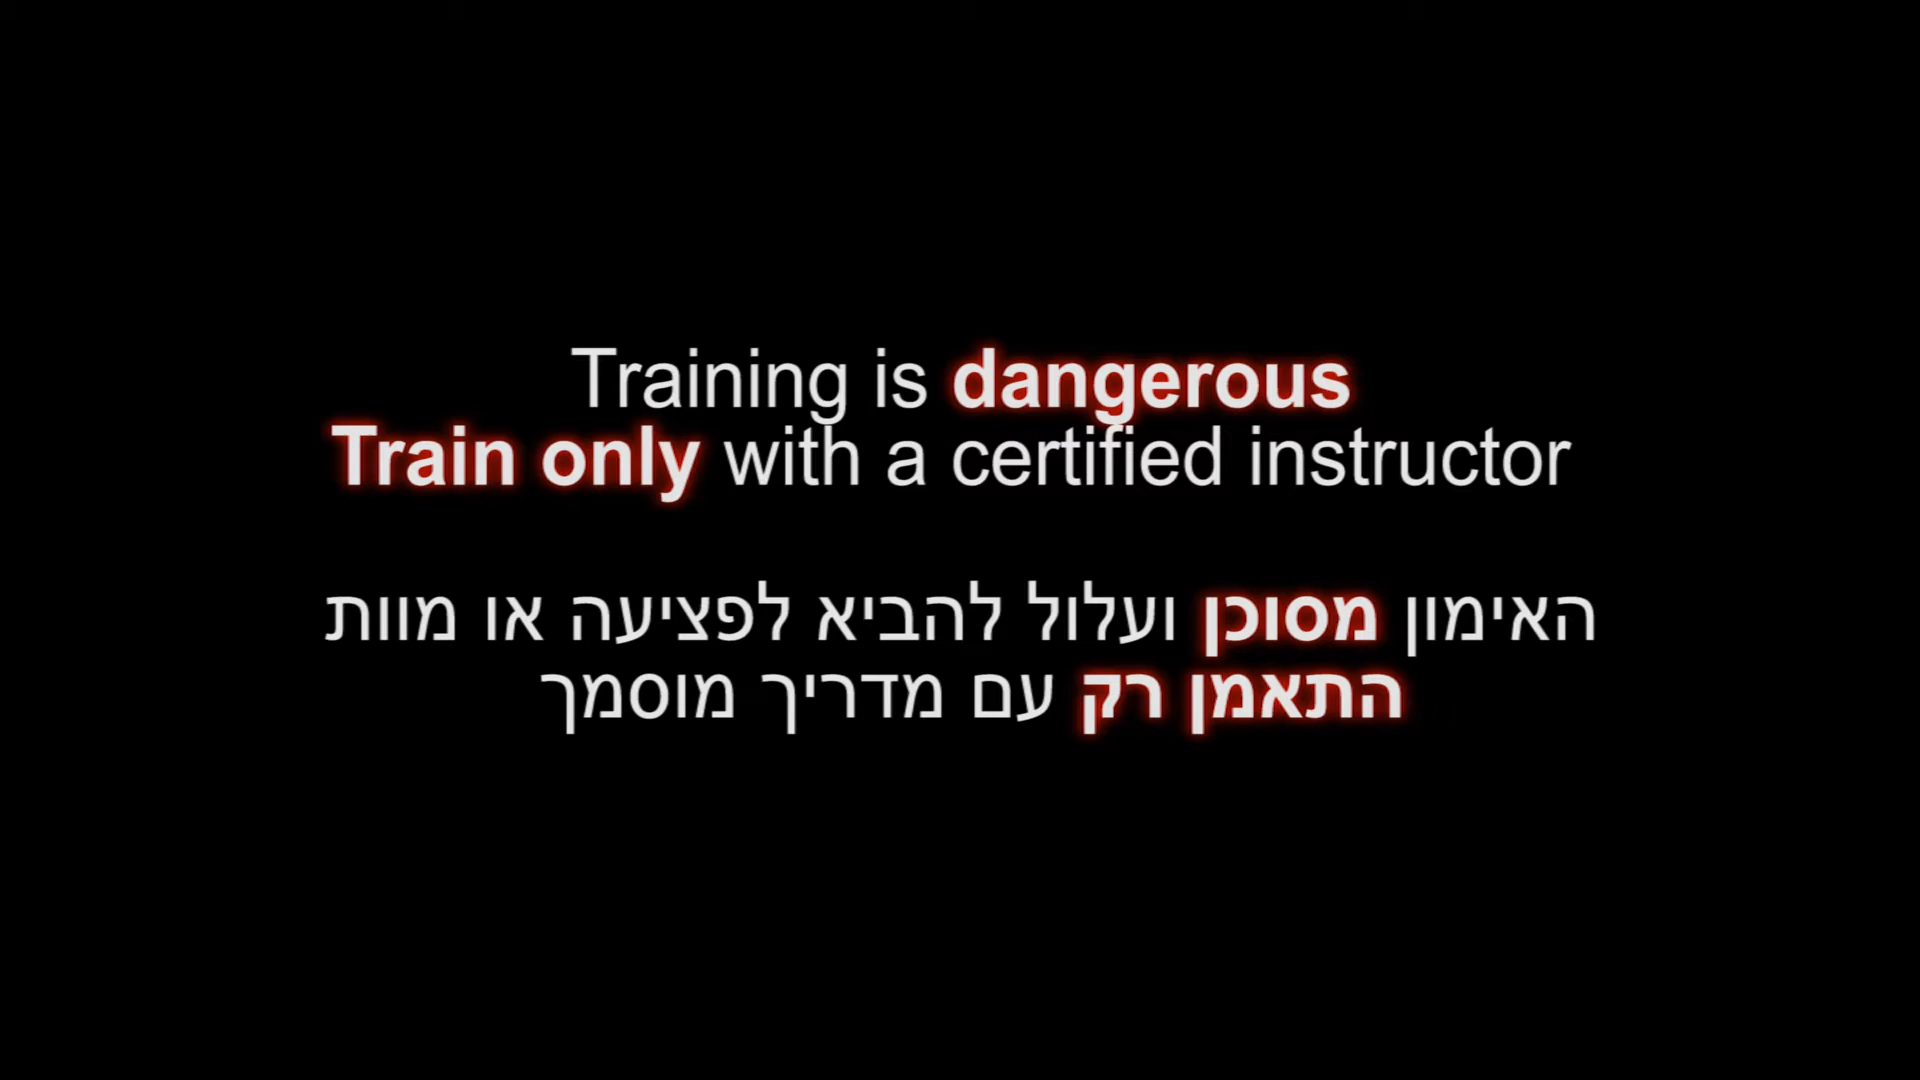 Training is dangerous
Train only with a certified instructor
האימון מסוכן ועלול להביא לפציעה או מוות
התאמן רק עם מדריך מוסמך